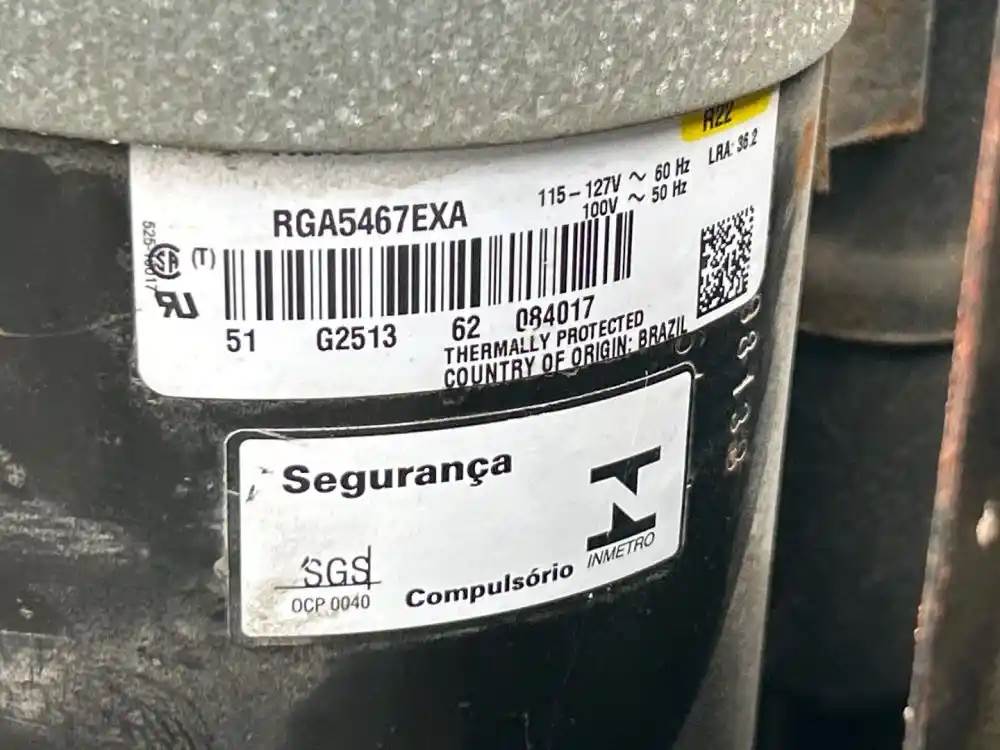 R22
LRA: 36.2
115-127V ~ 60 Hz
100V ~ 50 Hz
RGA5467EXA
(T)
51 G2513 62 084017
THERMALLY PROTECTED
COUNTRY OF ORIGIN: BRAZIL
Segurança
INMETRO
SGS
OCP 0040
Compulsório